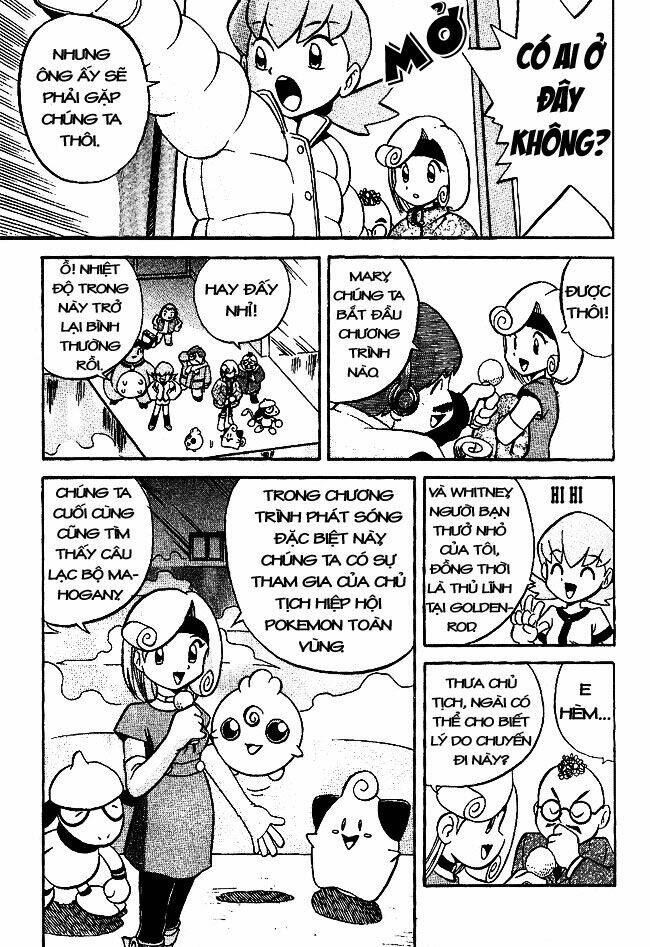 NHƯNG
ÔNG ẤY SẼ
PHẢI GẶP
CHÚNG TA
THÔI.
MỞ
CÓ AI Ở
ĐÂY
KHÔNG?
Ồ! NHIỆT
ĐỘ TRONG
NÀY TRỞ
LẠI BÌNH
THƯỜNG
RỒI.
HAY ĐẤY
NHỈ!
MARY,
CHÚNG TA
BẮT ĐẦU
CHƯƠNG
TRÌNH
NÀO.
ĐƯỢC
THÔI!
CHÚNG TA
CUỐI CÙNG
CŨNG TÌM
THẤY CÂU
LẠC BỘ MA-
HOGANY.
TRONG CHƯƠNG
TRÌNH PHÁT SÓNG
ĐẶC BIỆT NÀY,
CHÚNG TA CÓ SỰ
THAM GIA CỦA CHỦ
TỊCH HIỆP HỘI
POKEMON TOÀN
VÙNG.
VÀ WHITNEY,
NGƯỜI BẠN
THUỞ NHỎ
CỦA TÔI,
ĐỒNG THỜI
LÀ THỦ LĨNH
TẠI GOLDEN-
ROD.
HI HI
THƯA CHỦ
TỊCH, NGÀI CÓ
THỂ CHO BIẾT
LÝ DO CHUYẾN
ĐI NÀY?
E
HÈM...